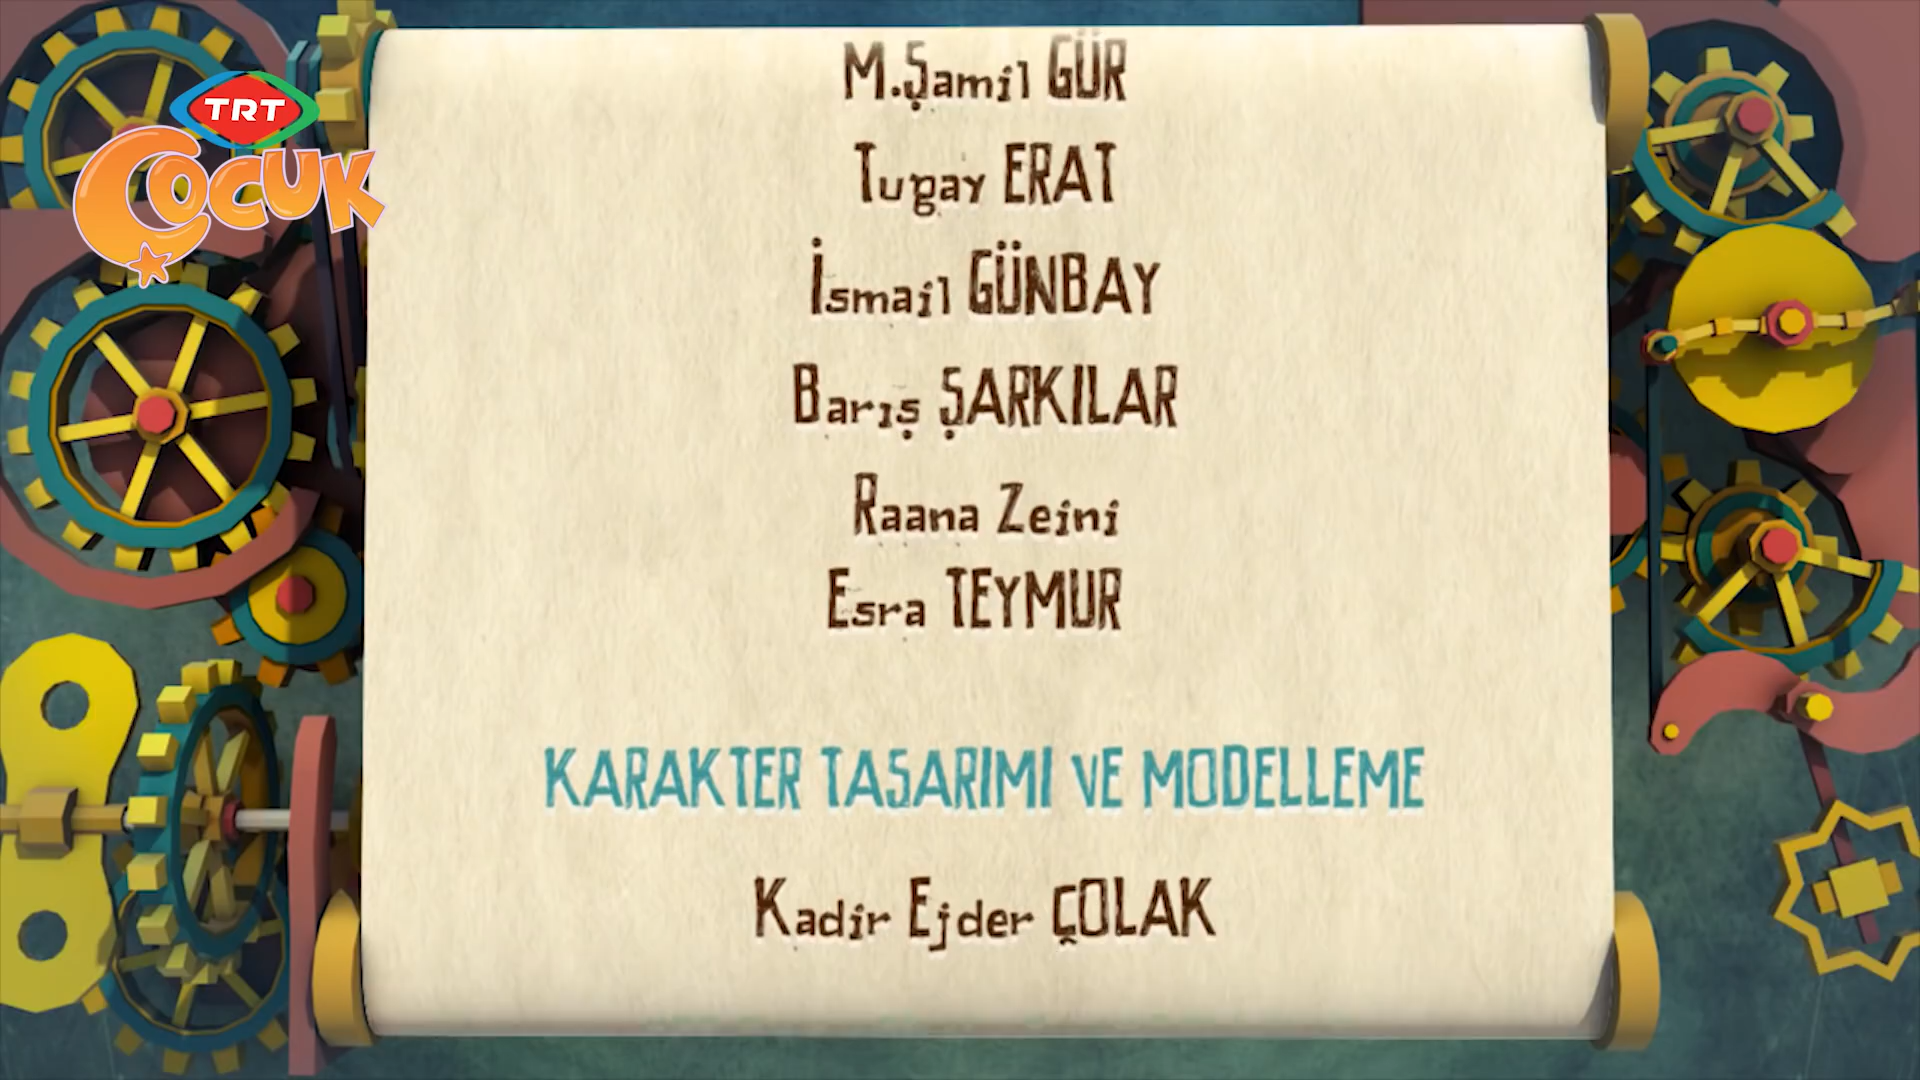 TRT
ÇOCUK
M.Şamil GÜR
Tugay ERAT
İsmail GÜNBAY
Barış ŞARKILAR
Raana Zeini
Esra TEYMUR
KARAKTER TASARIMI VE MODELLEME
Kadir Ejder ÇOLAK